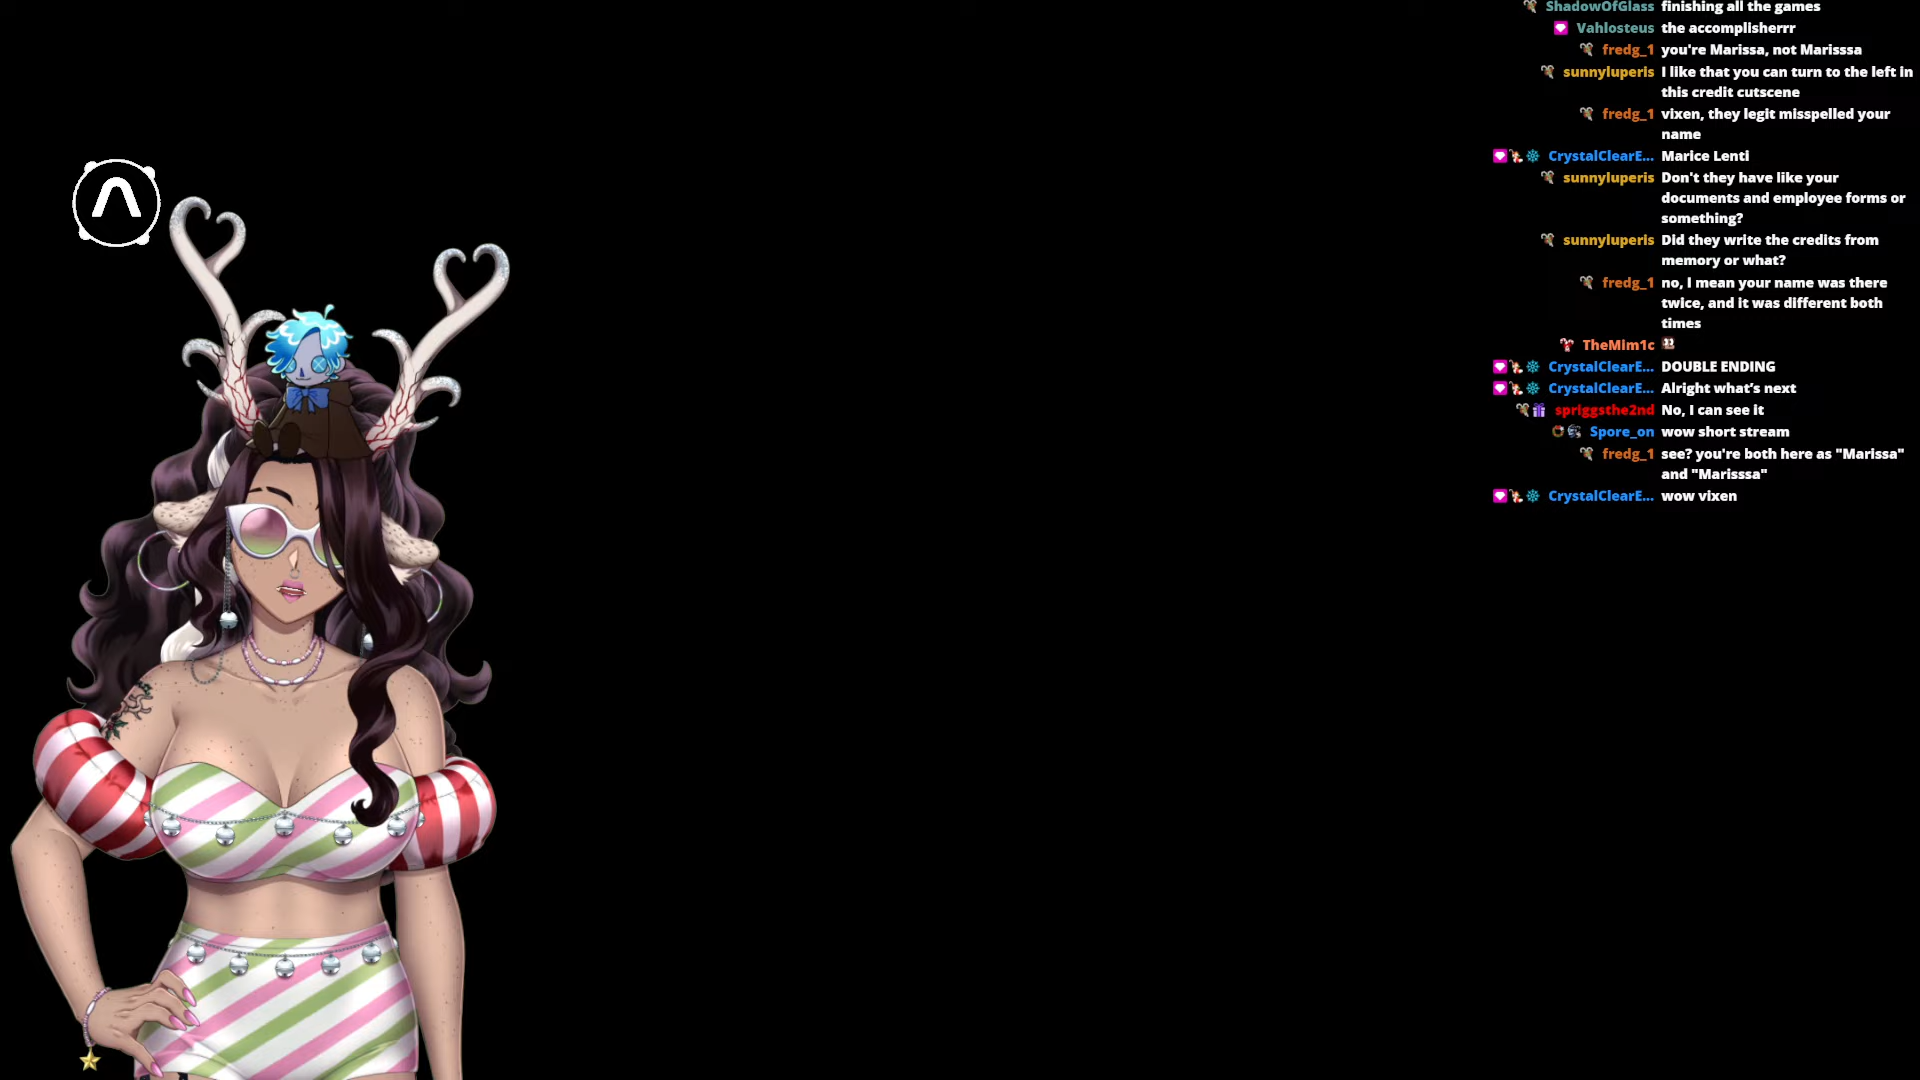 ShadowOfGlass finishing all the games
Vahlosteus the accomplisherrr
fredg_1 you're Marissa, not Marisssa
sunnyluperis I like that you can turn to the left in
this credit cutscene
fredg_1 vixen, they legit misspelled your
name
CrystalClearE... Marice Lenti
sunnyluperis Don't they have like your
documents and employee forms or
something?
sunnyluperis Did they write the credits from
memory or what?
fredg_1 no, I mean your name was there
twice, and it was different both
times
TheMim1c
CrystalClearE... DOUBLE ENDING
CrystalClearE... Alright what's next
spriggsthe2nd No, I can see it
Spore_on wow short stream
fredg_1 see? you're both here as "Marissa"
and "Marisssa"
CrystalClearE... wow vixen